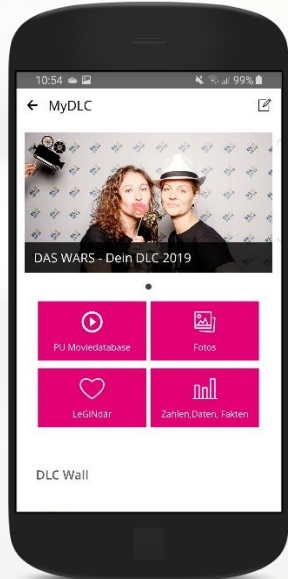 10:54 99%
MyDLC
DAS WARS - Dein DLC 2019
PU Moviedatabase
Fotos
LeGINdär
Zahlen,Daten, Fakten
DLC Wall